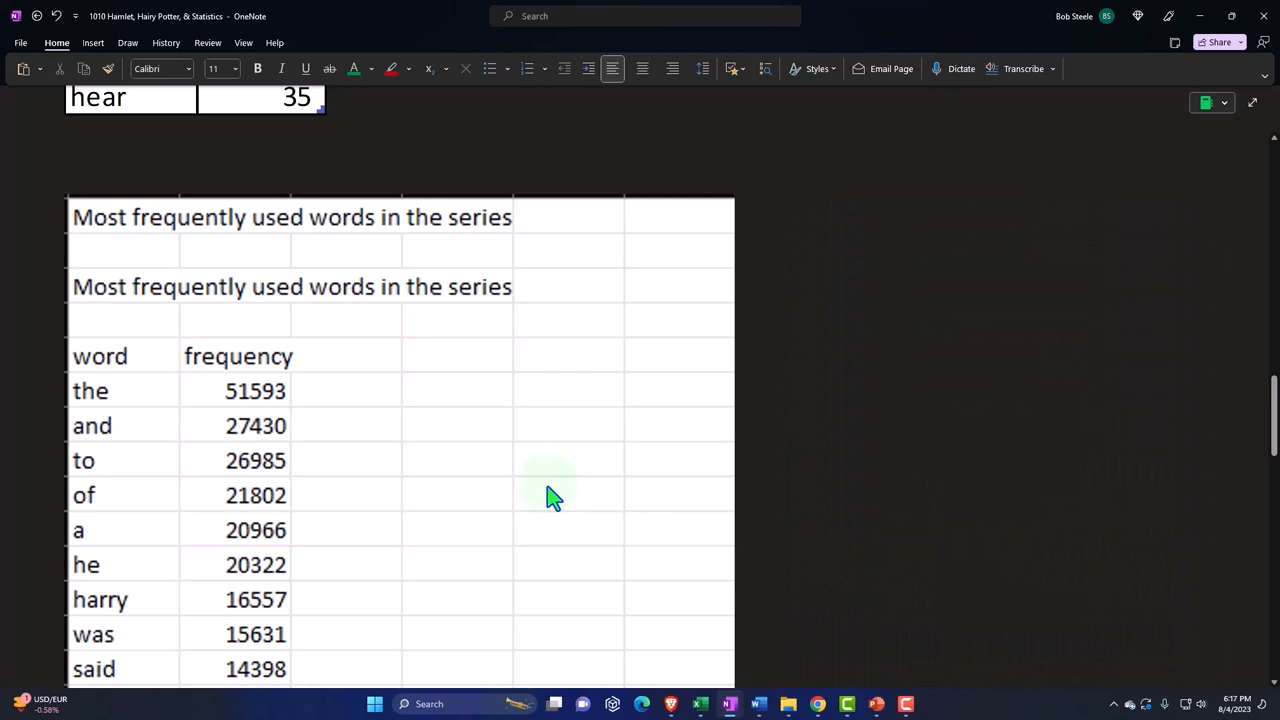 1010 Hamlet, Hairy Potter, & Statistics - OneNote
Search
Bob Steele
BS
File Home Insert Draw History Review View Help
Share
Calibri 11 B I U ab A Styles Email Page Dictate Transcribe
hear 35
Most frequently used words in the series
Most frequently used words in the series
word frequency
the 51593
and 27430
to 26985
of 21802
a 20966
he 20322
harry 16557
was 15631
said 14398
USD/EUR
-0.58%
Search
6:17 PM
8/4/2023